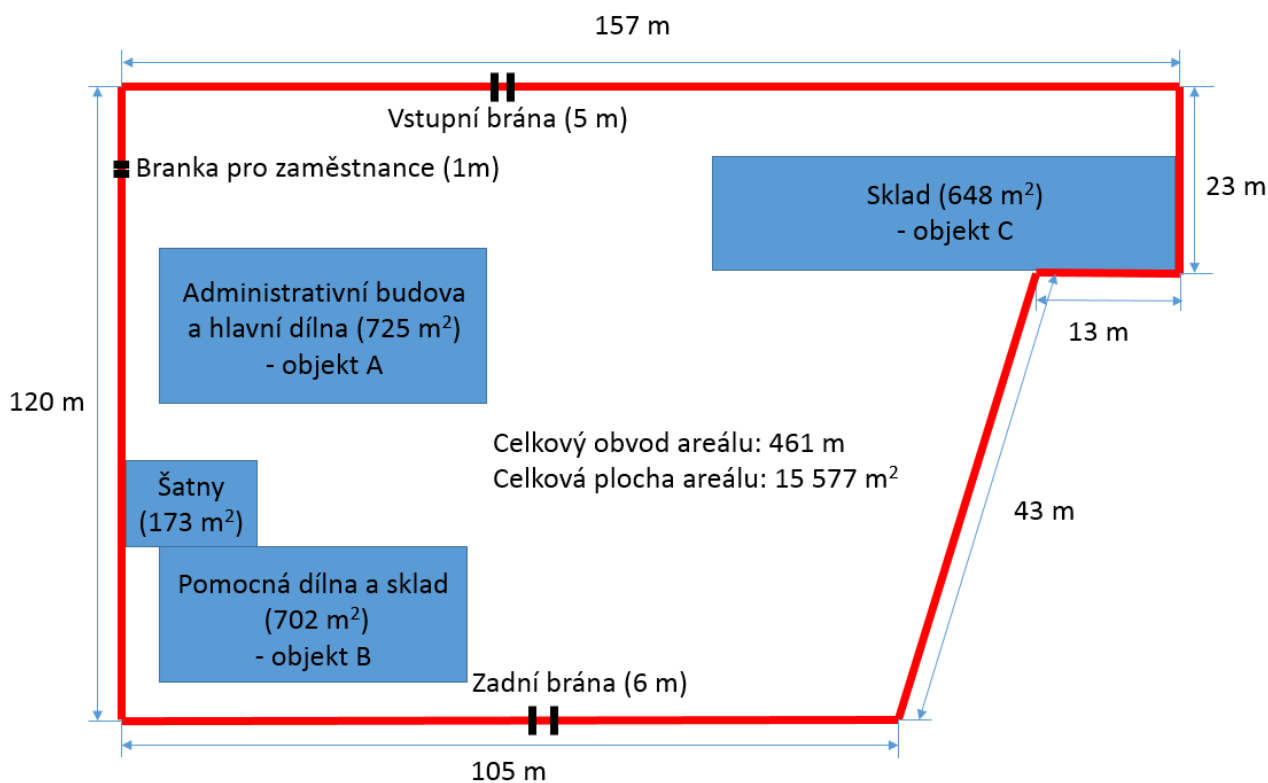 157 m
Vstupní brána (5 m)
Branka pro zaměstnance (1m)
Sklad (648 m²)
- objekt C
23 m
Administrativní budova
a hlavní dílna (725 m²)
- objekt A
13 m
120 m
Celkový obvod areálu: 461 m
Celková plocha areálu: 15 577 m²
Šatny
(173 m²)
43 m
Pomocná dílna a sklad
(702 m²)
- objekt B
Zadní brána (6 m)
105 m